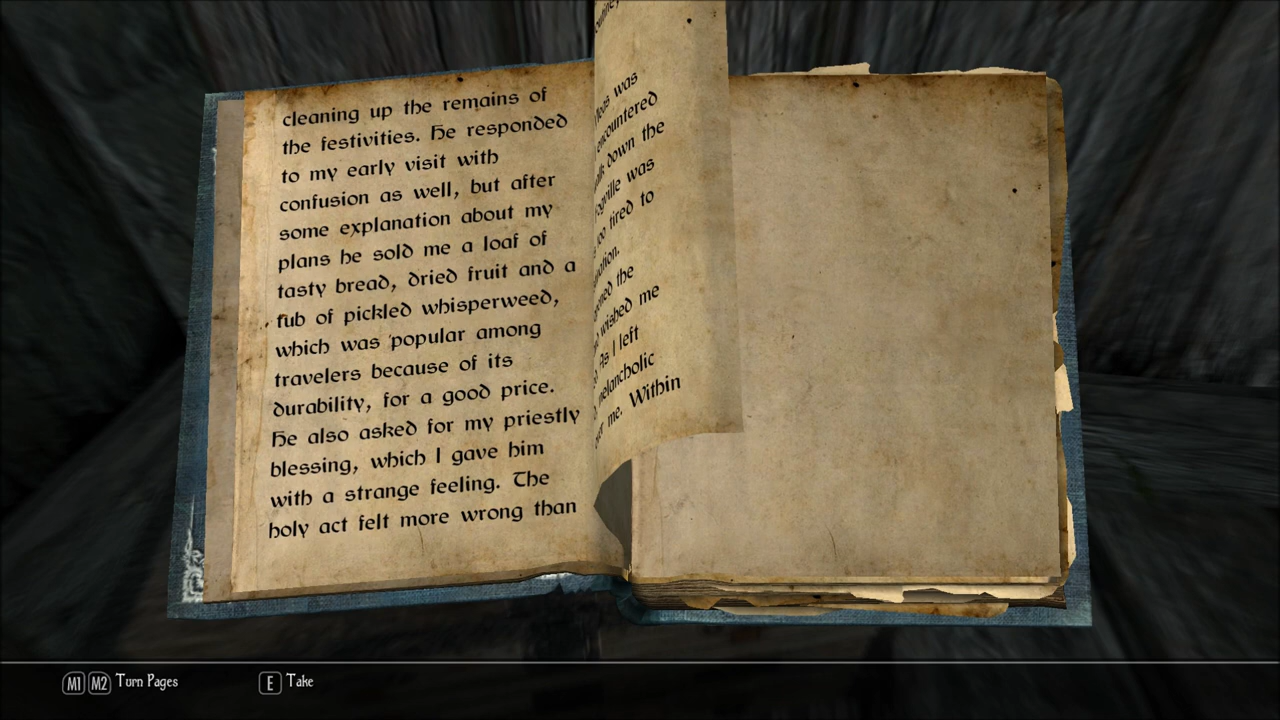 cleaning up the remains of
the festivities. He responded
to my early visit with
confusion as well, but after
some explanation about my
plans he sold me a loaf of
tasty bread, dried fruit and a
tub of pickled whisperweed,
which was popular among
travelers because of its
durability, for a good price.
He also asked for my priestly
blessing, which I gave him
with a strange feeling. The
holy act felt more wrong than
was
encountered
down the
was
too tired to
the
wished me
As I left
melancholic
me. Within
M1 M2 Turn Pages
E Take